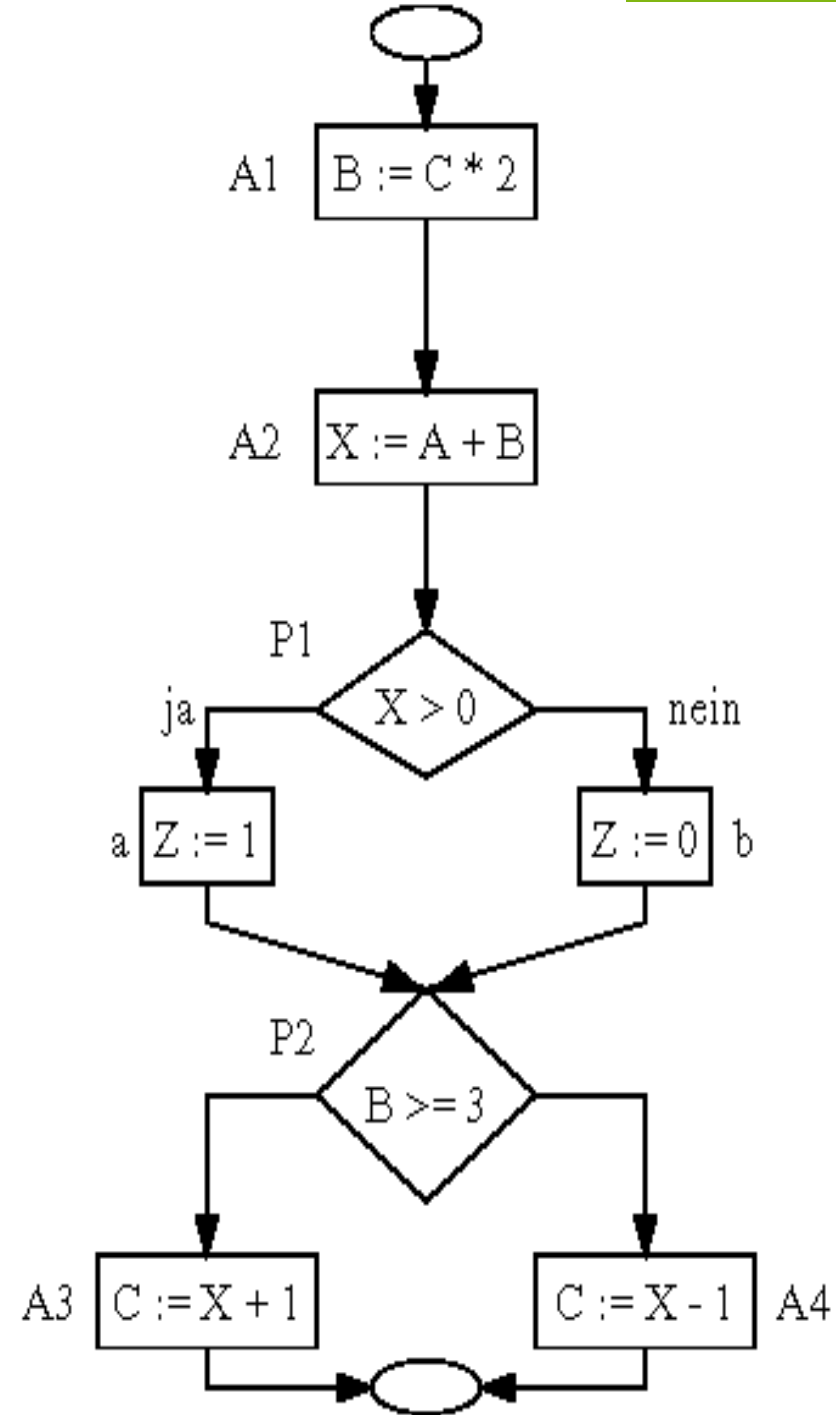 A1 B := C * 2
A2 X := A + B
P1
ja X > 0 nein
a Z := 1 Z := 0 b
P2
B >= 3
A3 C := X + 1 C := X - 1 A4